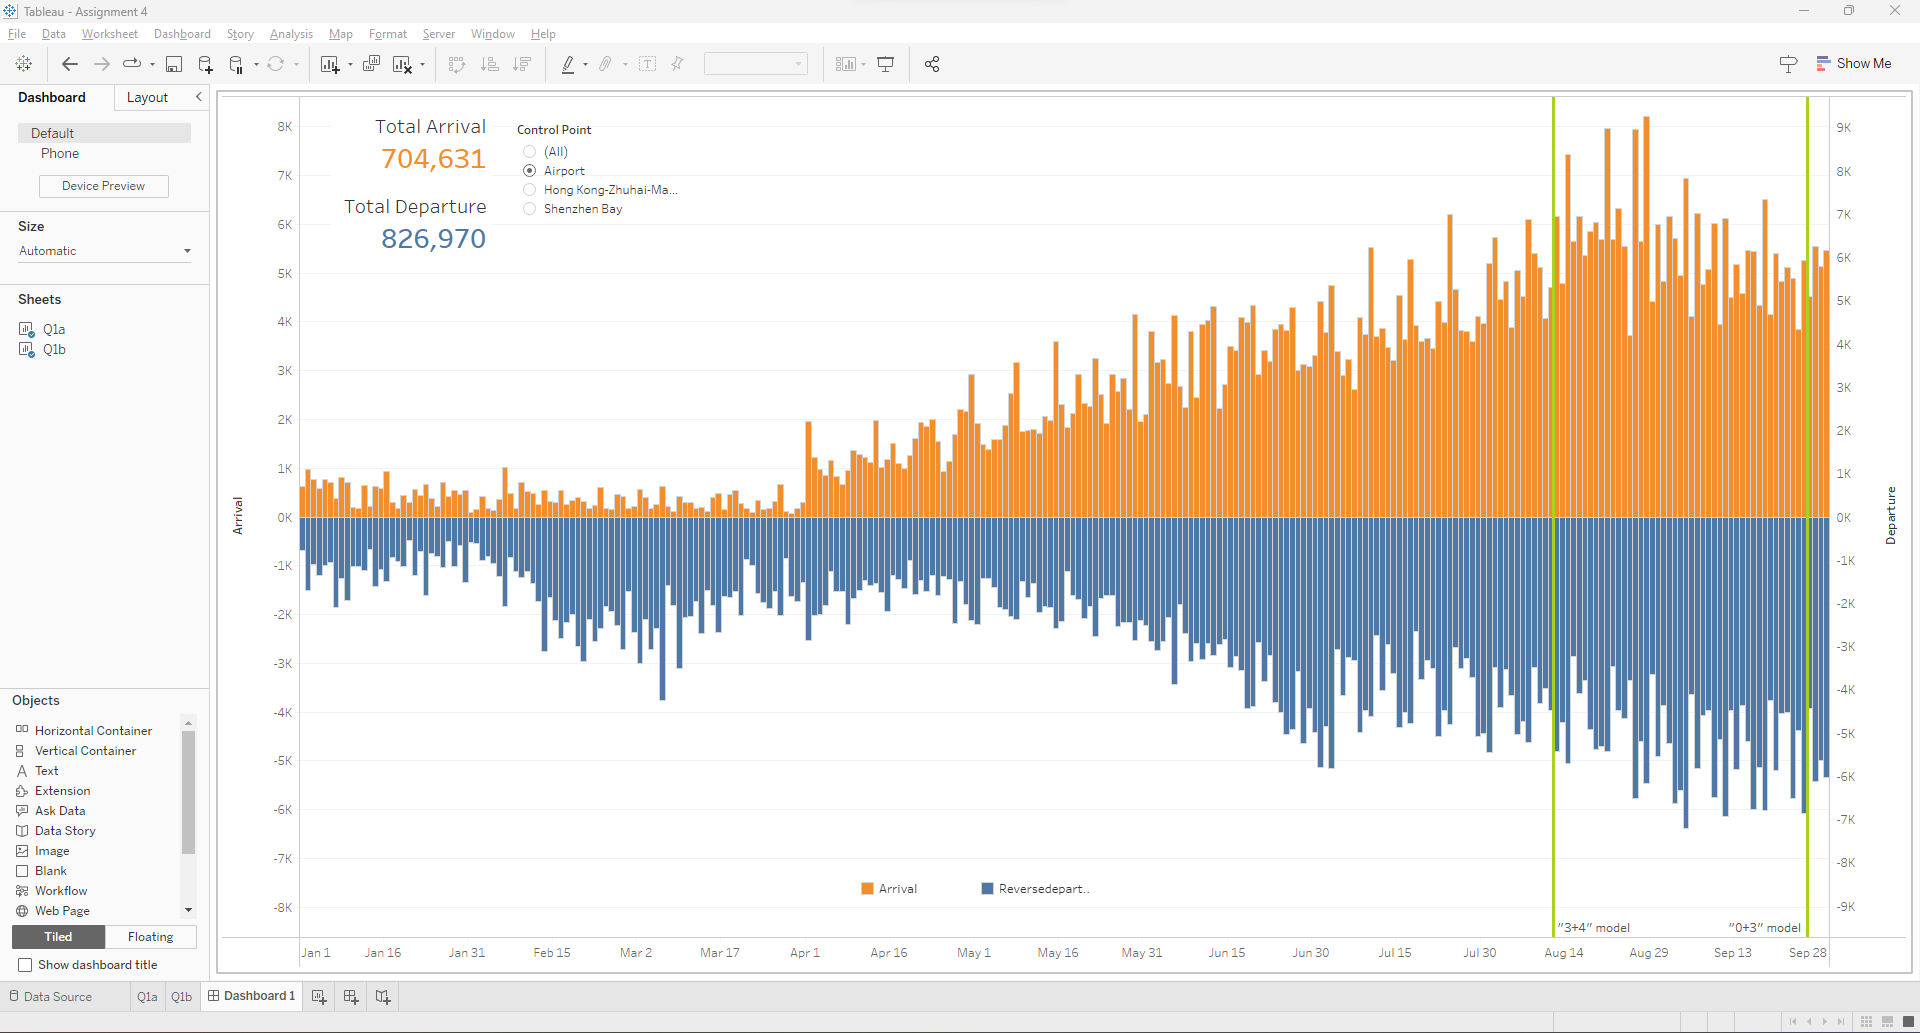 Tableau - Assignment 4
File Data Worksheet Dashboard Story Analysis Map Format Server Window Help
Show Me
Dashboard Layout
Default
Phone
Device Preview
Size
Automatic
Sheets
Q1a
Q1b
Objects
Horizontal Container
Vertical Container
Text
Extension
Ask Data
Data Story
Image
Blank
Workflow
Web Page
Tiled Floating
Show dashboard title
Total Arrival
704,631
Total Departure
826,970
Control Point
(All)
Airport
Hong Kong-Zhuhai-Ma...
Shenzhen Bay
Arrival
8K
7K
6K
5K
4K
3K
2K
1K
0K
-1K
-2K
-3K
-4K
-5K
-6K
-7K
-8K
Departure
9K
8K
7K
6K
5K
4K
3K
2K
1K
0K
-1K
-2K
-3K
-4K
-5K
-6K
-7K
-8K
-9K
Arrival Reversedepart..
"3+4" model "0+3" model
Jan 1 Jan 16 Jan 31 Feb 15 Mar 2 Mar 17 Apr 1 Apr 16 May 1 May 16 May 31 Jun 15 Jun 30 Jul 15 Jul 30 Aug 14 Aug 29 Sep 13 Sep 28
Data Source Q1a Q1b Dashboard 1